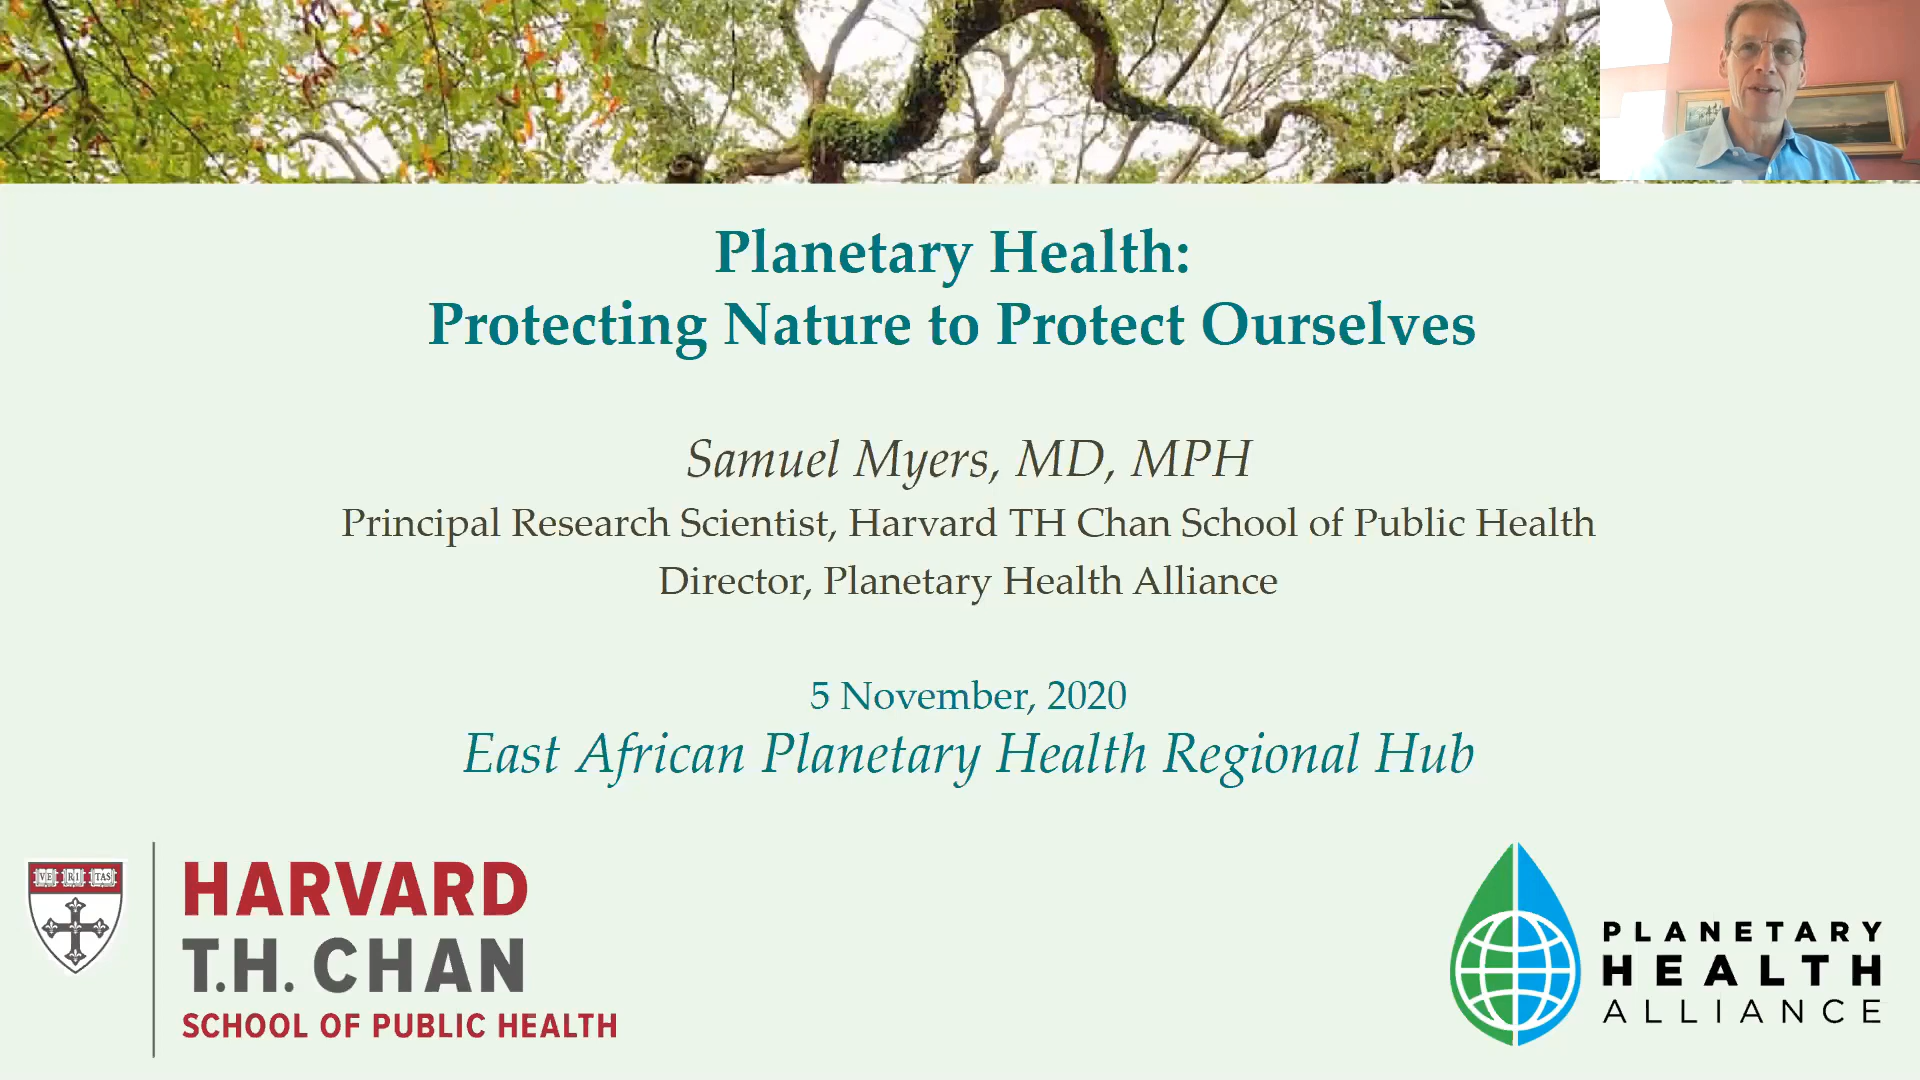 Planetary Health:
Protecting Nature to Protect Ourselves
Samuel Myers, MD, MPH
Principal Research Scientist, Harvard TH Chan School of Public Health
Director, Planetary Health Alliance
5 November, 2020
East African Planetary Health Regional Hub
VE RI TAS
HARVARD
T.H. CHAN
SCHOOL OF PUBLIC HEALTH
PLANETARY
HEALTH
ALLIANCE